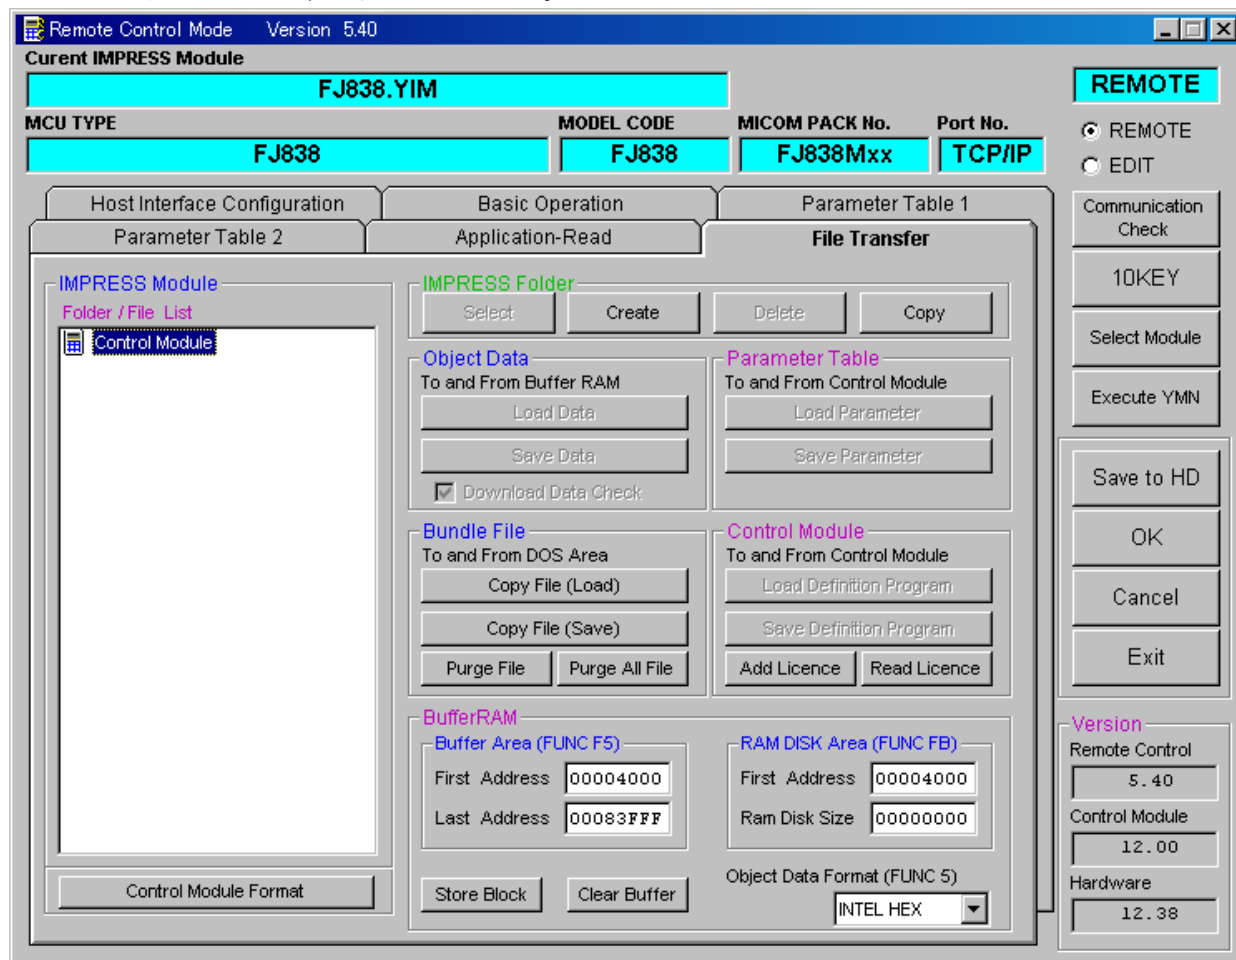 Remote Control Mode Version 5.40
Curent IMPRESS Module
FJ838.YIM
REMOTE
MCU TYPE
MODEL CODE
MICOM PACK No.
Port No.
FJ838
FJ838
FJ838Mxx
TCP/IP
REMOTE
EDIT
Host Interface Configuration
Basic Operation
Parameter Table 1
Parameter Table 2
Application-Read
File Transfer
IMPRESS Module
Folder / File List
Control Module
Control Module Format
IMPRESS Folder
Select
Create
Delete
Copy
Object Data
To and From Buffer RAM
Load Data
Save Data
Download Data Check
Parameter Table
To and From Control Module
Load Parameter
Save Parameter
Bundle File
To and From DOS Area
Copy File (Load)
Copy File (Save)
Purge File
Purge All File
Control Module
To and From Control Module
Load Definition Program
Save Definition Program
Add Licence
Read Licence
BufferRAM
Buffer Area (FUNC F5)
First Address 00004000
Last Address 00083FFF
RAM DISK Area (FUNC FB)
First Address 00004000
Ram Disk Size 00000000
Store Block
Clear Buffer
Object Data Format (FUNC 5)
INTEL HEX
Communication
Check
10KEY
Select Module
Execute YMN
Save to HD
OK
Cancel
Exit
Version
Remote Control
5.40
Control Module
12.00
Hardware
12.38